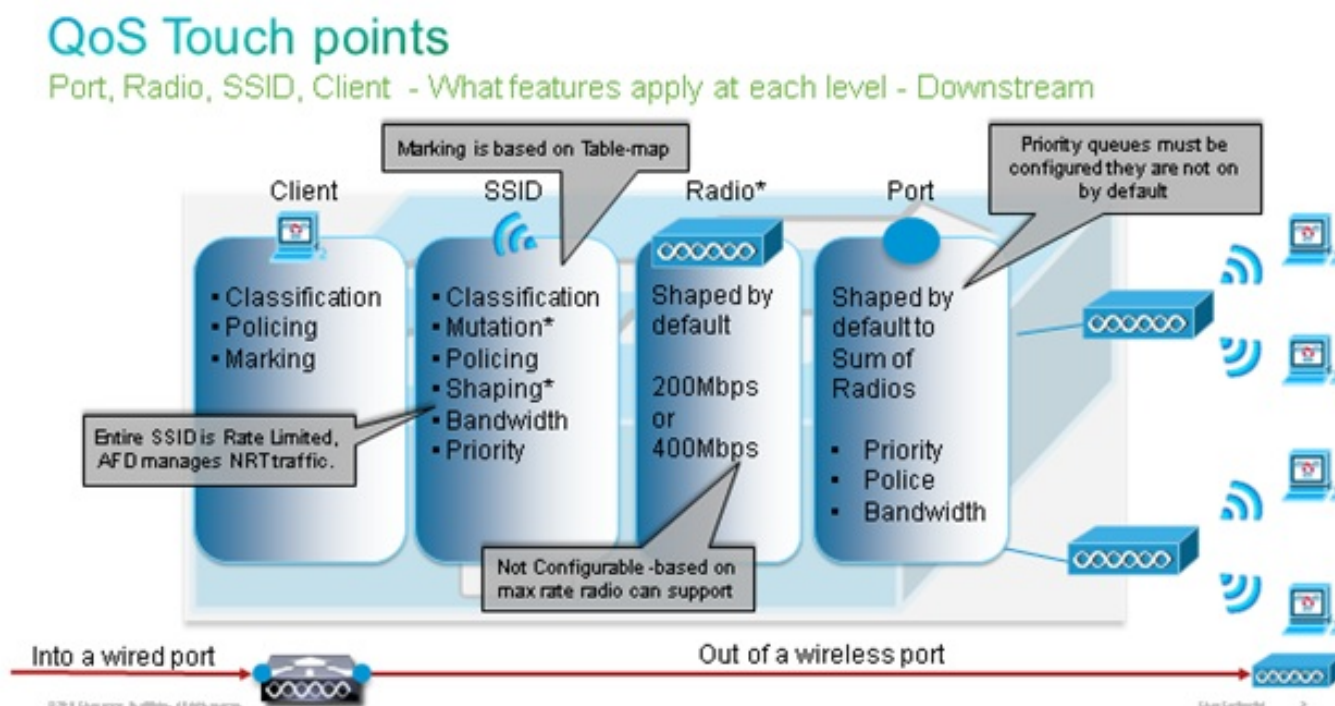 QoS Touch points
Port, Radio, SSID, Client - What features apply at each level - Downstream
Marking is based on Table-map
Priority queues must be
configured they are not on
by default
Client
SSID
Radio*
Port
▪ Classification
▪ Policing
▪ Marking
▪ Classification
▪ Mutation*
▪ Policing
▪ Shaping*
▪ Bandwidth
▪ Priority
Shaped by
default
200Mbps
or
400Mbps
Shaped by
default to
Sum of
Radios
▪ Priority
▪ Police
▪ Bandwidth
Entire SSID is Rate Limited,
AFD manages NRT traffic.
Not Configurable -based on
max rate radio can support
Into a wired port
Out of a wireless port